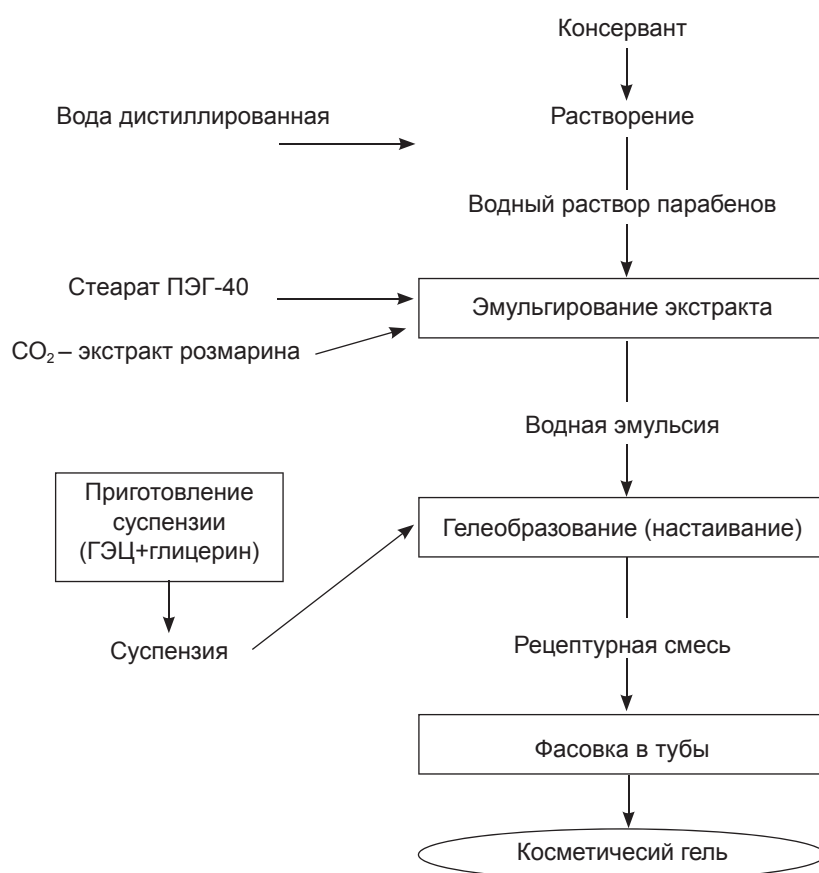 Консервант
Вода дистиллированная
Растворение
Водный раствор парабенов
Стеарат ПЭГ-40
Эмульгирование экстракта
CO₂ – экстракт розмарина
Водная эмульсия
Приготовление
суспензии
(ГЭЦ+глицерин)
Гелеобразование (настаивание)
Суспензия
Рецептурная смесь
Фасовка в тубы
Косметичесий гель